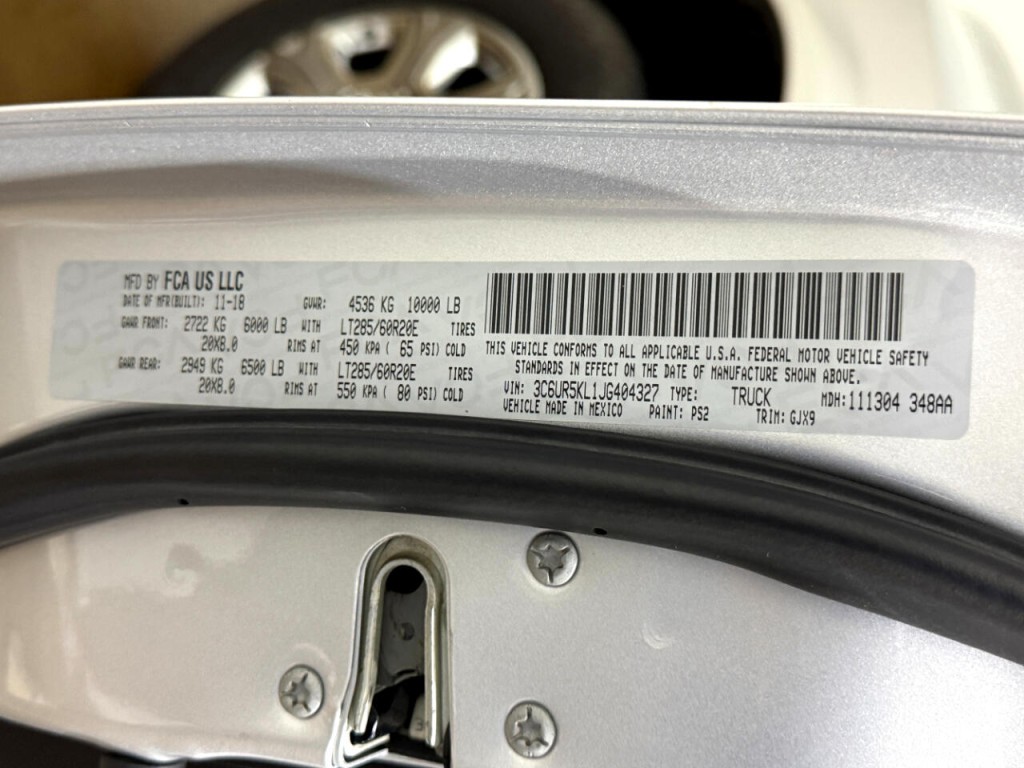 MFD BY FCA US LLC
DATE OF MFR(BUILT): 11-18 GVWR: 4536 KG 10000 LB
GAWR FRONT: 2722 KG 6000 LB WITH LT285/60R20E TIRES
20X8.0 RIMS AT 450 KPA ( 65 PSI) COLD
GAWR REAR: 2949 KG 6500 LB WITH LT285/60R20E TIRES
20X8.0 RIMS AT 550 KPA ( 80 PSI) COLD
THIS VEHICLE CONFORMS TO ALL APPLICABLE U.S.A. FEDERAL MOTOR VEHICLE SAFETY
STANDARDS IN EFFECT ON THE DATE OF MANUFACTURE SHOWN ABOVE.
VIN: 3C6UR5KL1JG404327 TYPE: TRUCK MDH: 111304 348AA
VEHICLE MADE IN MEXICO PAINT: PS2 TRIM: GJX9